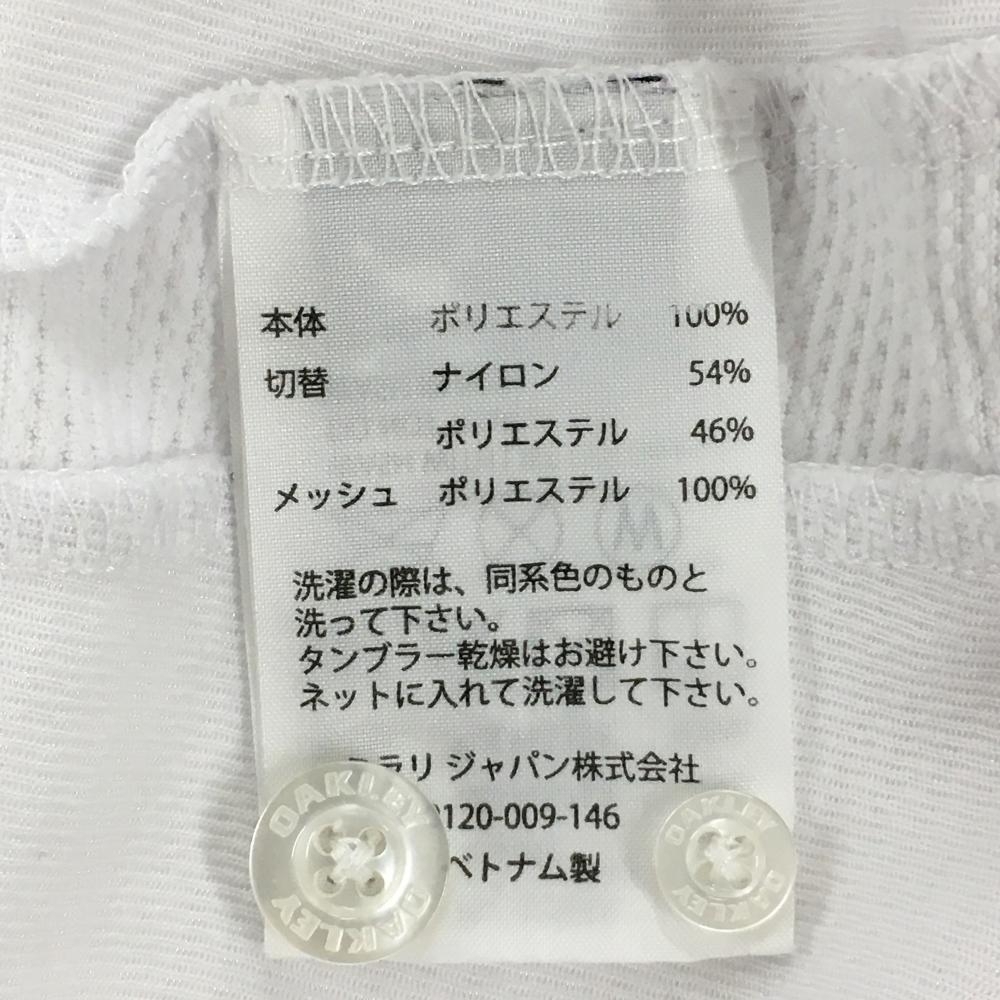 本体 ポリエステル 100%
切替 ナイロン 54%
ポリエステル 46%
メッシュ ポリエステル 100%
洗濯の際は、同系色のものと
洗って下さい。
タンブラー乾燥はお避け下さい。
ネットに入れて洗濯して下さい。
ラリ ジャパン株式会社
120-009-146
ベトナム製
OAKLEY OAKLEY
OAKLEY OAKLEY